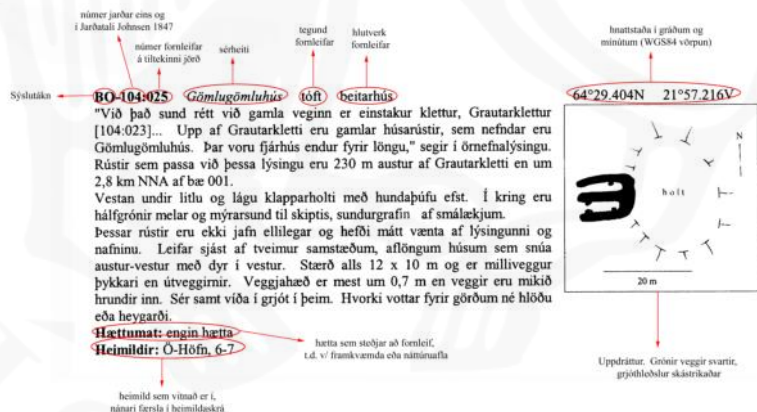 númer jarðar eins og
í Jarðatali Johnsen 1847
númer fornleifar
á tiltekinni jörð
sérheiti
tegund
fornleifar
hlutverk
fornleifar
hnattstaða í gráðum og
mínútum (WGS84 vörpun)
Sýslutákn
BO-104:025 Gömlugömluhús tóft beitarhús
64°29.404N 21°57.216V
"Við það sund rétt við gamla veginn er einstakur klettur, Grautarklettur
[104:023]... Upp af Grautarkletti eru gamlar húsarústir, sem nefndar eru
Gömlugömluhús. Þar voru fjárhús endur fyrir löngu," segir í örnefnalýsingu.
Rústir sem passa við þessa lýsingu eru 230 m austur af Grautarkletti en um
2,8 km NNA af bæ 001.
Vestan undir litlu og lágu klapparholti með hundaþúfu efst. Í kring eru
hálfgrónir melar og mýrarsund til skiptis, sundurgrafin af smálækjum.
Þessar rústir eru ekki jafn ellilegar og hefði mátt vænta af lýsingunni og
nafninu. Leifar sjást af tveimur samstæðum, aflöngum húsum sem snúa
austur-vestur með dyr í vestur. Stærð alls 12 x 10 m og er milliveggur
þykkari en útveggirnir. Veggjahæð er mest um 0,7 m en veggir eru mikið
hrundir inn. Sér samt víða í grjót í þeim. Hvorki vottar fyrir görðum né hlöðu
eða heygarði.
Hættumat: engin hætta
Heimildir: Ö-Höfn, 6-7
N
holt
20 m
hætta sem steðjar að fornleif,
t.d. v/ framkvæmda eða náttúruafla
Uppdráttur. Grónir veggir svartir,
grjóthleðslur skástrikaðar
heimild sem vitnað er í,
nánari færsla í heimildaskrá